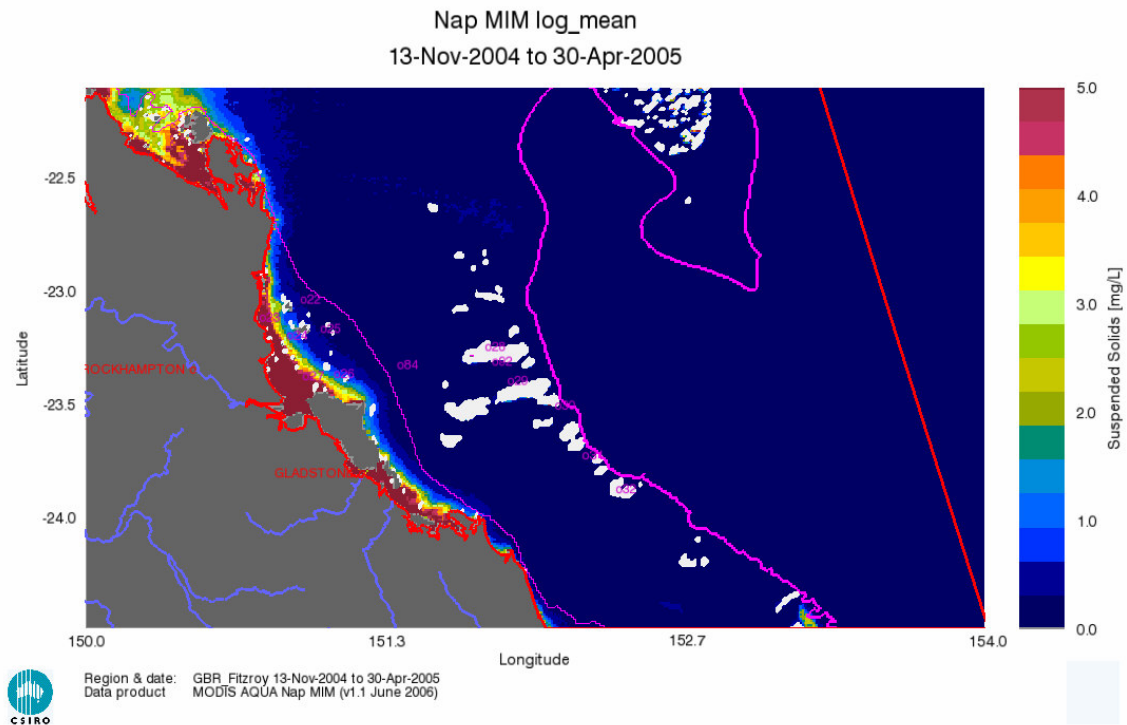 Nap MIM log_mean
13-Nov-2004 to 30-Apr-2005
5.0
-22.5
4.0
-23.0
o22
3.0
o84
ROCKHAMPTON
-23.5
2.0
GLADSTONE
o32
-24.0
1.0
0.0
150.0
151.3
152.7
154.0
Latitude
Suspended Solids [mg/L]
Longitude
Region & date: GBR_Fitzroy 13-Nov-2004 to 30-Apr-2005
Data product MODIS AQUA Nap MIM (v1.1 June 2006)
CSIRO